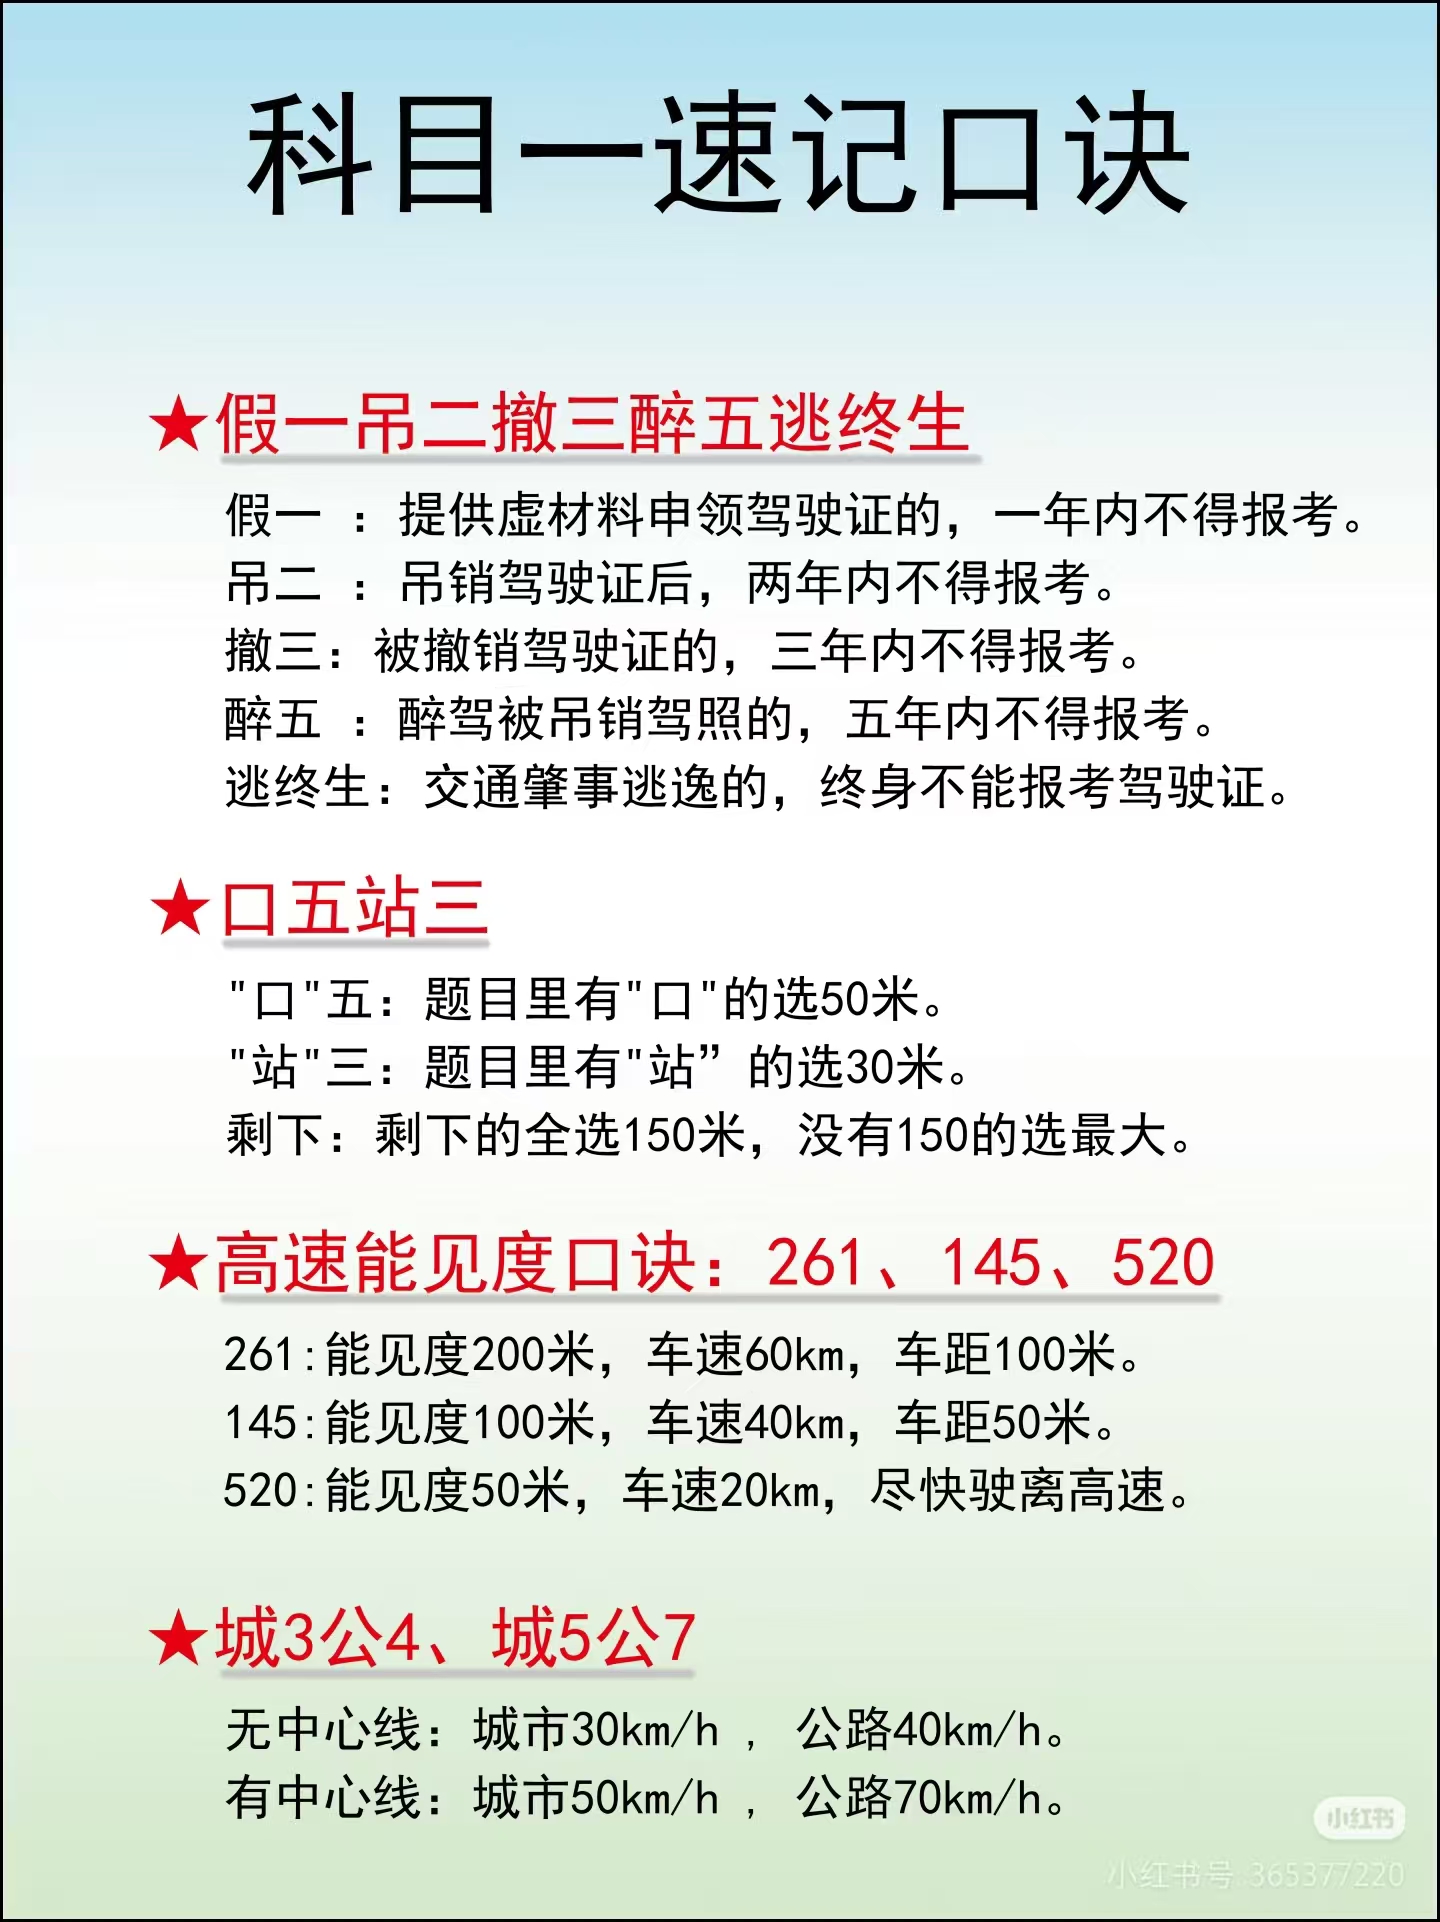 科目一速记口诀
★假一吊二撤三醉五逃终生
假一 ：提供虚材料申领驾驶证的，一年内不得报考。
吊二 ：吊销驾驶证后，两年内不得报考。
撤三：被撤销驾驶证的，三年内不得报考。
醉五 ：醉驾被吊销驾照的，五年内不得报考。
逃终生：交通肇事逃逸的，终身不能报考驾驶证。
★口五站三
"口"五：题目里有"口"的选50米。
"站"三：题目里有"站”的选30米。
剩下：剩下的全选150米，没有150的选最大。
★高速能见度口诀：261、145、520
261:能见度200米，车速60km，车距100米。
145:能见度100米，车速40km，车距50米。
520:能见度50米，车速20km，尽快驶离高速。
★城3公4、城5公7
无中心线：城市30km/h , 公路40km/h。
有中心线：城市50km/h , 公路70km/h。
小红书
小红书号:365377220